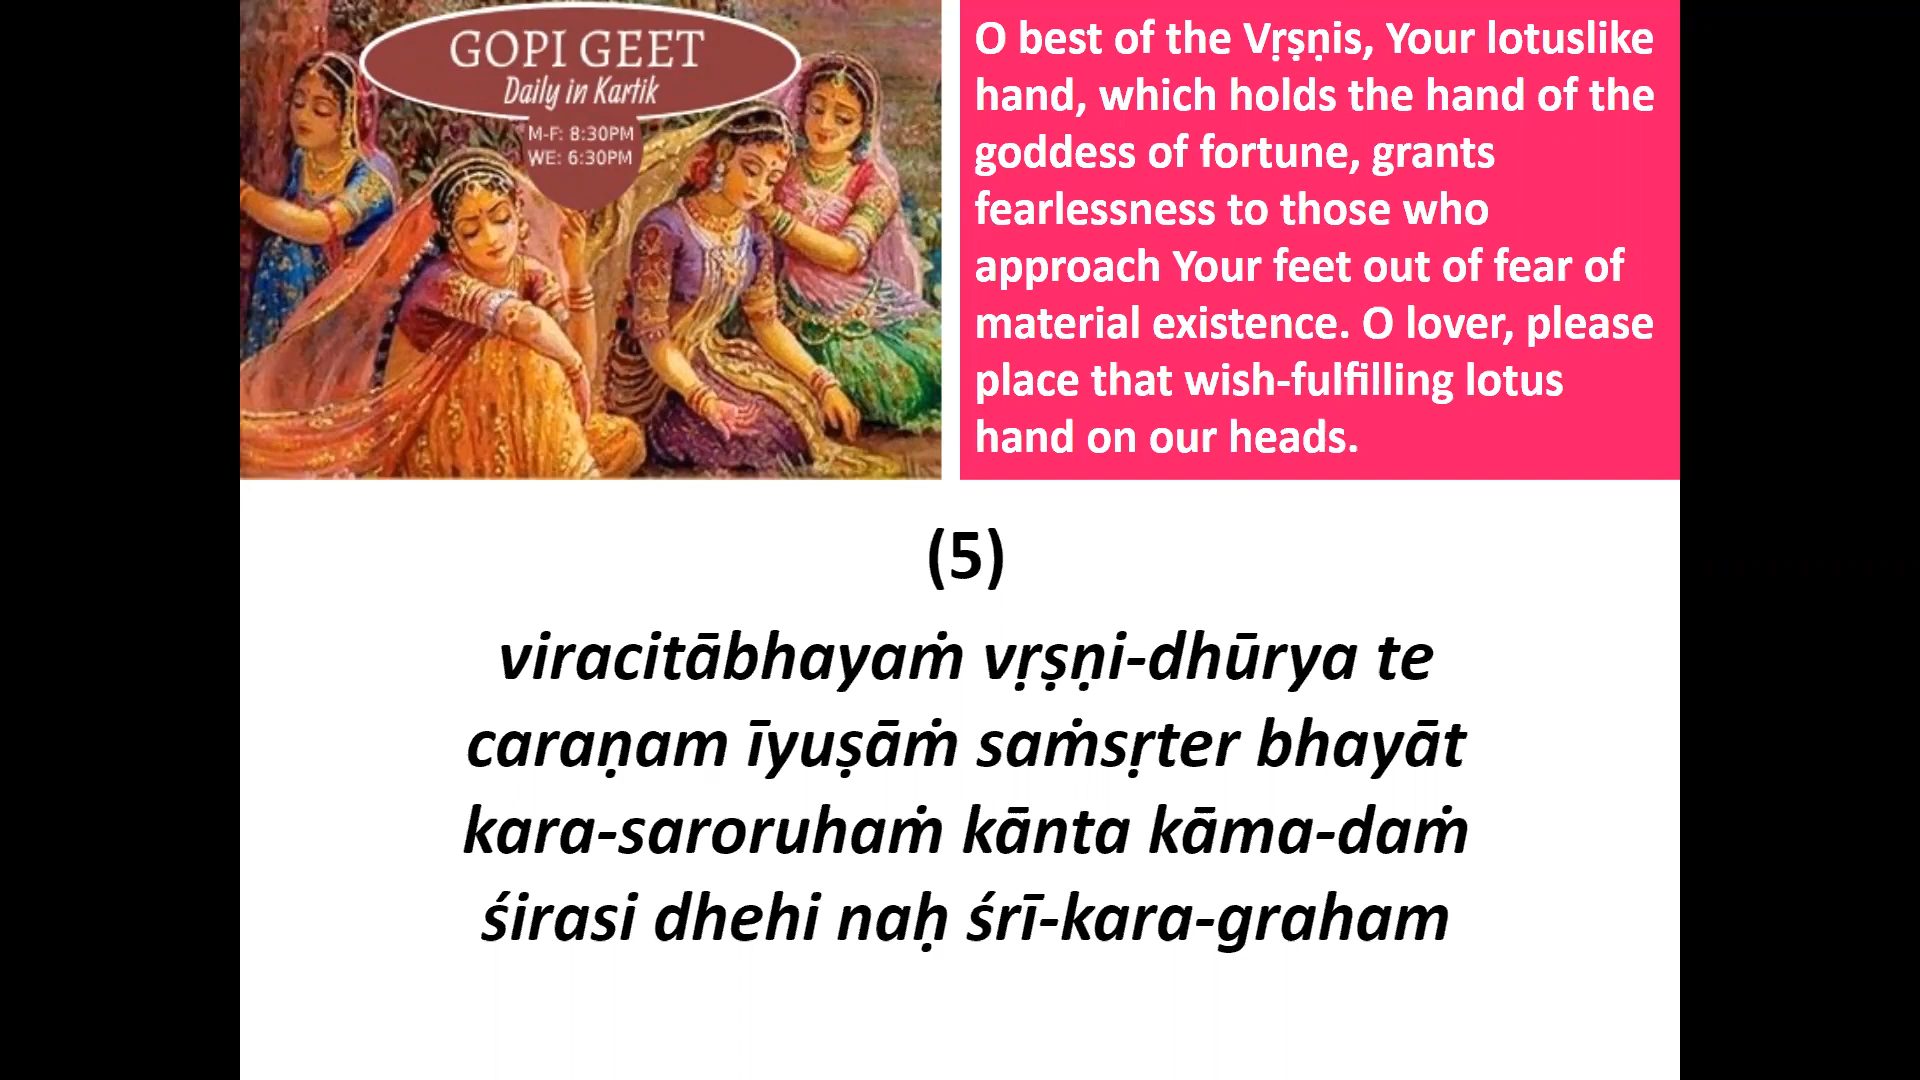 GOPI GEET
Daily in Kartik
M-F: 8:30PM
WE: 6:30PM
O best of the Vṛṣṇis, Your lotuslike
hand, which holds the hand of the
goddess of fortune, grants
fearlessness to those who
approach Your feet out of fear of
material existence. O lover, please
place that wish-fulfilling lotus
hand on our heads.
(5)
viracitābhayaṁ vṛṣṇi-dhūrya te
caraṇam īyuṣāṁ saṁsṛter bhayāt
kara-saroruhaṁ kānta kāma-daṁ
śirasi dhehi naḥ śrī-kara-graham